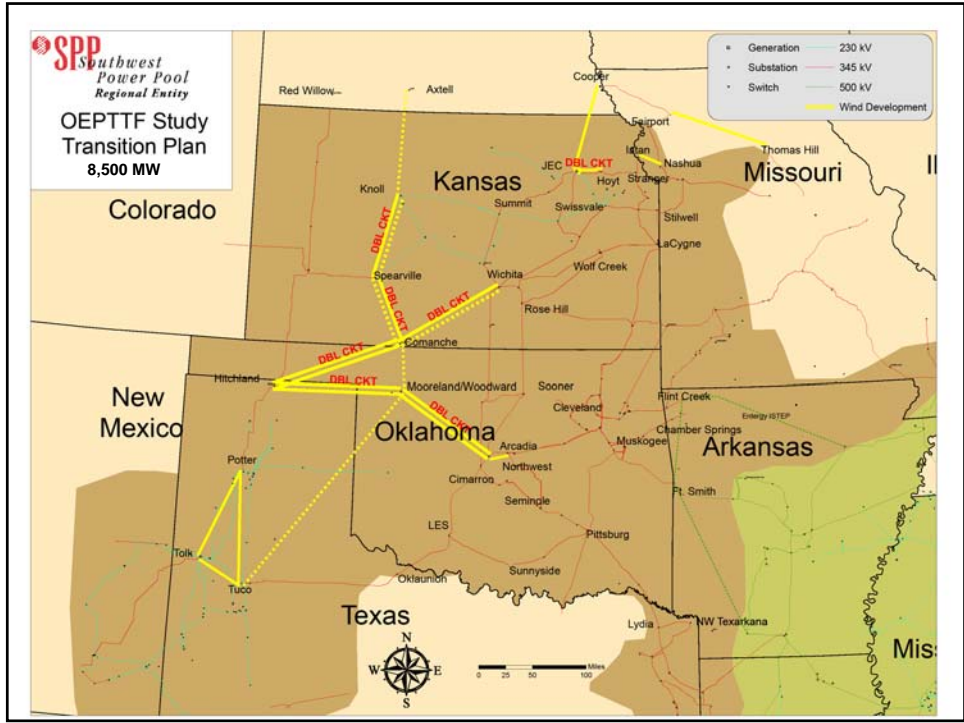 SPP
Southwest
Power Pool
Regional Entity
OEPTTF Study
Transition Plan
8,500 MW
Generation
Substation
Switch
230 kV
345 kV
500 kV
Wind Development
Red Willow
Axtell
Cooper
Fairport
Iatan
Nashua
Thomas Hill
JEC
DBL CKT
Hoyt
Stranger
Missouri
Colorado
Kansas
Knoll
Summit
Swissvale
Stilwell
DBL CKT
LaCygne
Spearville
Wichita
Wolf Creek
DBL CKT
DBL CKT
Rose Hill
Comanche
DBL CKT
Hitchland
DBL CKT
Mooreland/Woodward
Sooner
Flint Creek
New
Mexico
DBL CKT
Cleveland
Entergy ISTEP
Chamber Springs
Oklahoma
Arcadia
Muskogee
Arkansas
Potter
Northwest
Cimarron
Seminole
Ft. Smith
LES
Pittsburg
Tolk
Tuco
Oklaunion
Sunnyside
Texas
Lydia
NW Texarkana
Miss
N
W
E
S
Miles
0
25
50
100